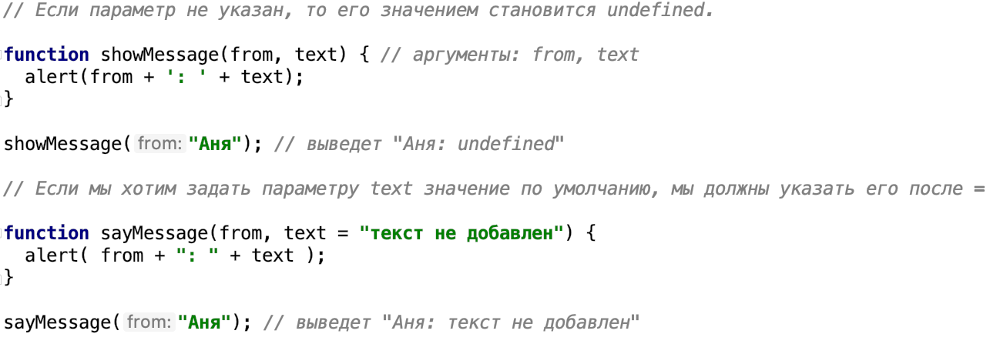 // Если параметр не указан, то его значением становится undefined.
function showMessage(from, text) { // аргументы: from, text
alert(from + ': ' + text);
}
showMessage( from: "Аня"); // выведет "Аня: undefined"
// Если мы хотим задать параметру text значение по умолчанию, мы должны указать его после =
function sayMessage(from, text = "текст не добавлен") {
alert( from + ": " + text );
}
sayMessage( from: "Аня"); // выведет "Аня: текст не добавлен"